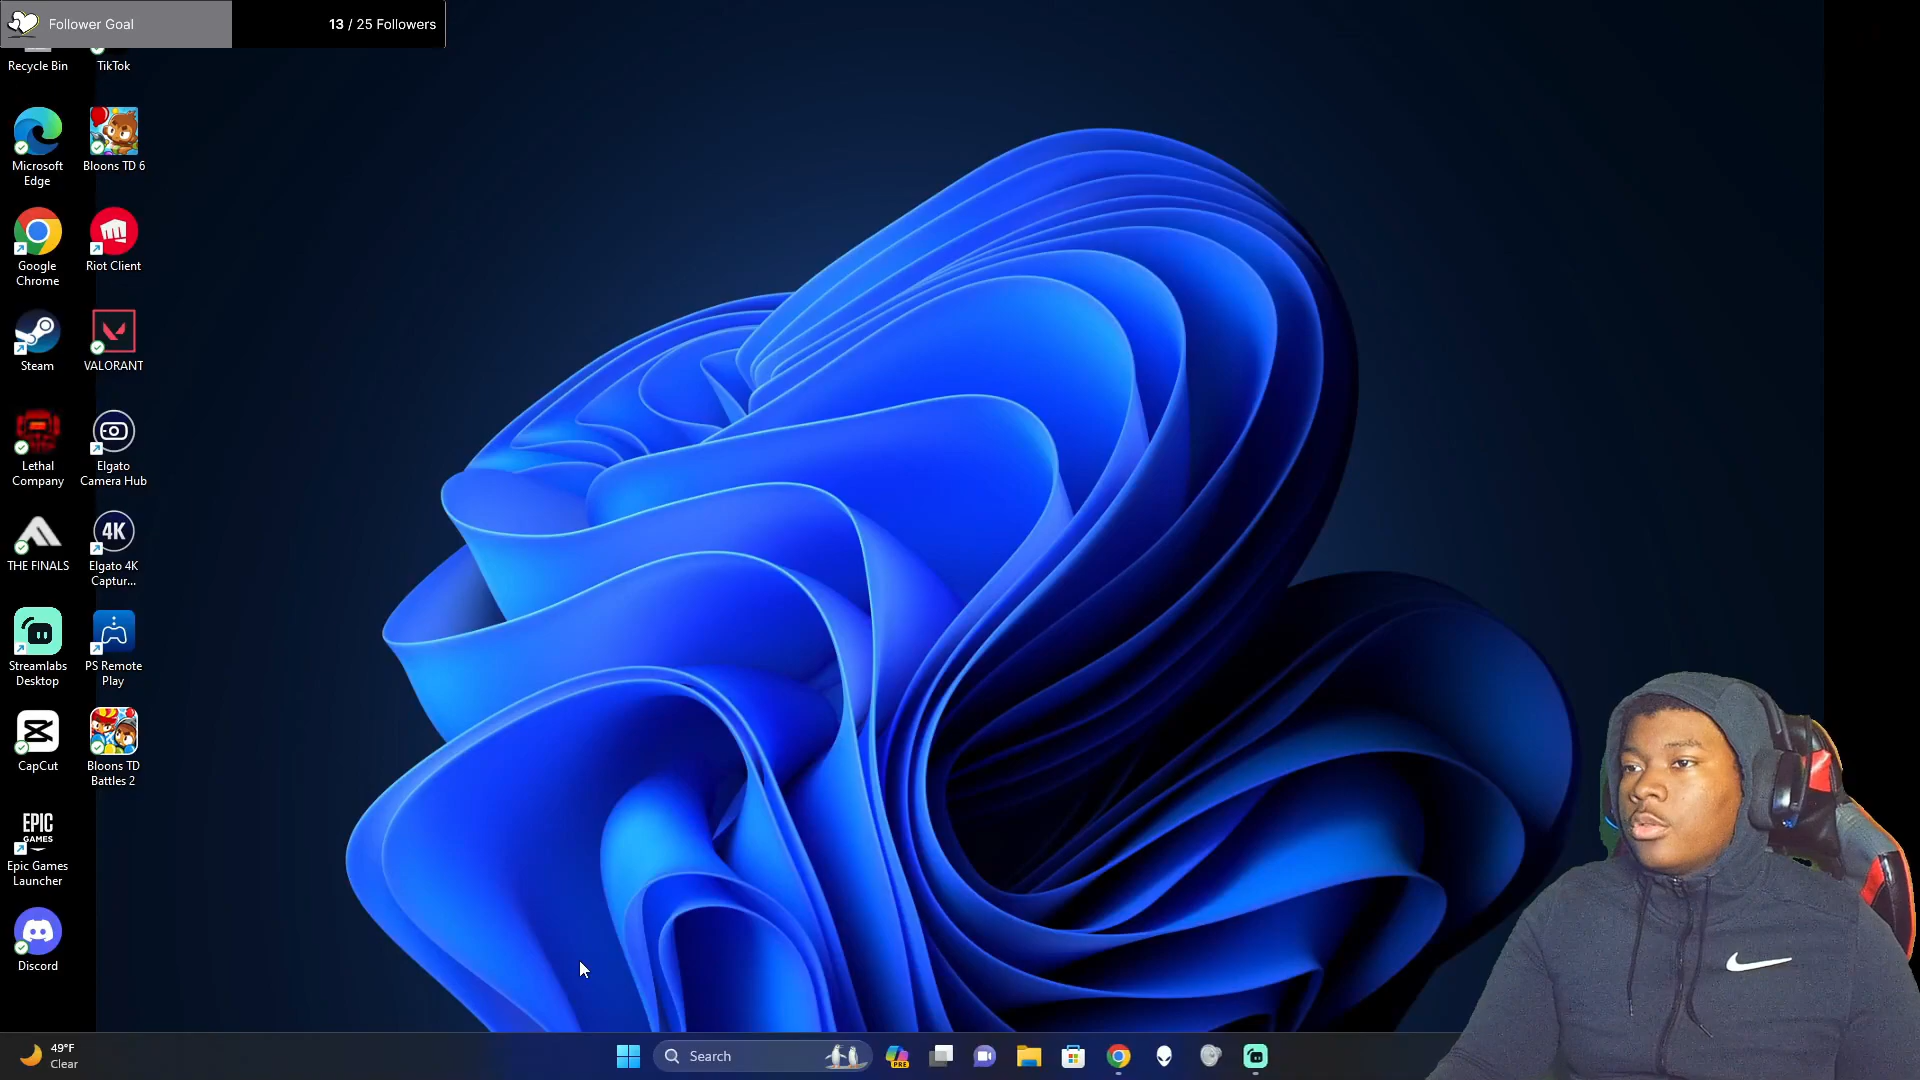 Follower Goal
13 / 25 Followers
Recycle Bin
TikTok
Microsoft
Edge
Bloons TD 6
Google
Chrome
Riot Client
Steam
VALORANT
Lethal
Company
Elgato
Camera Hub
THE FINALS
4K
Elgato 4K
Captur...
Streamlabs
Desktop
PS Remote
Play
CapCut
Bloons TD
Battles 2
EPIC
GAMES
Epic Games
Launcher
Discord
49°F
Clear
Search
PRE